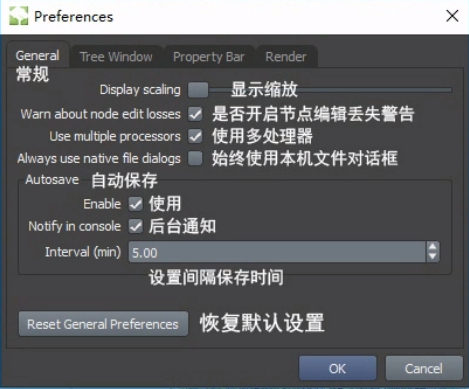 Preferences
General Tree Window Property Bar Render
常规
Display scaling 显示缩放
Warn about node edit losses 是否开启节点编辑丢失警告
Use multiple processors 使用多处理器
Always use native file dialogs 始终使用本机文件对话框
Autosave 自动保存
Enable 使用
Notify in console 后台通知
Interval (min) 5.00
设置间隔保存时间
Reset General Preferences 恢复默认设置
OK Cancel